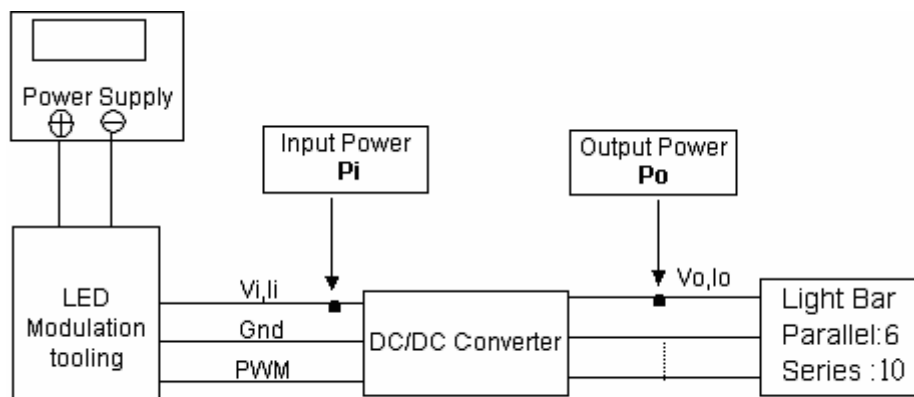 Power Supply
Input Power
Pi
Output Power
Po
LED
Modulation
tooling
Vi,Ii
Gnd
PWM
DC/DC Converter
Vo,Io
Light Bar
Parallel:6
Series :10